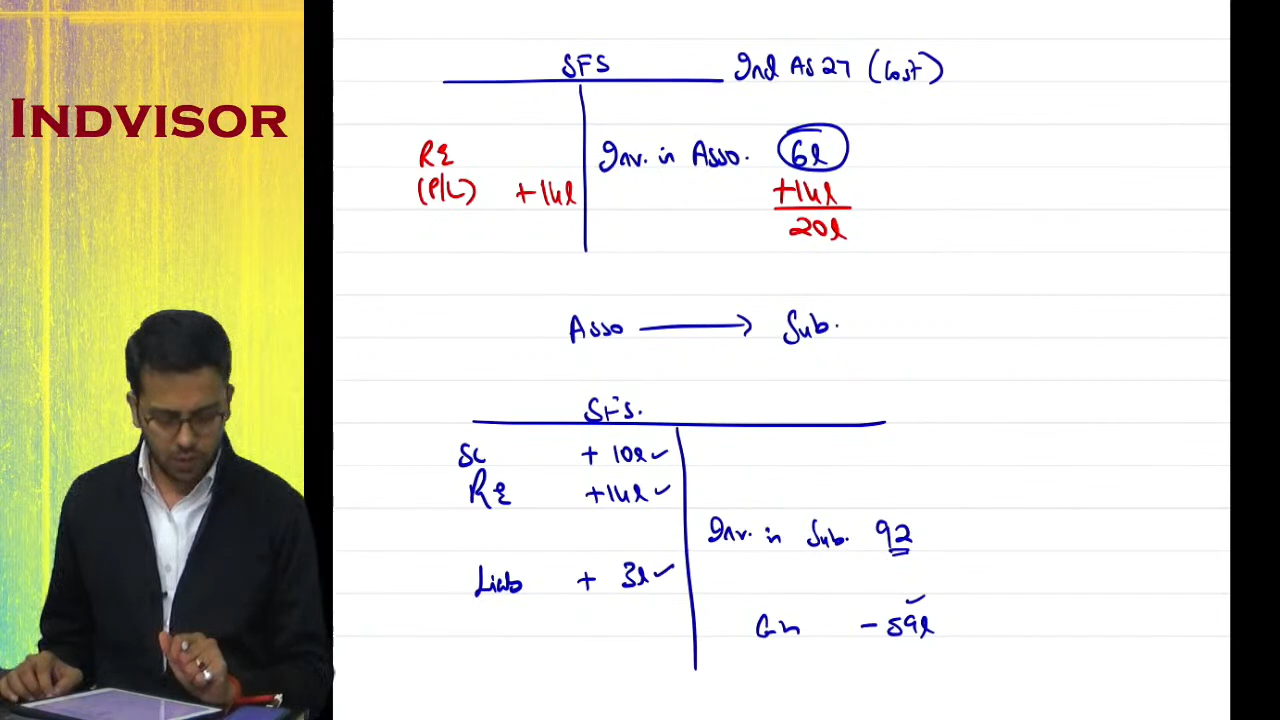 INDVISOR
SFS Ind AS 27 (Cost)
RE Inv. in Asso. 6l
(P/L) +14l +14l
20l
Asso → Sub.
SFS.
SC + 10l ✓
RE +14l ✓
Inv. in Sub. 92
Liab + 3l ✓
✓
- 59l